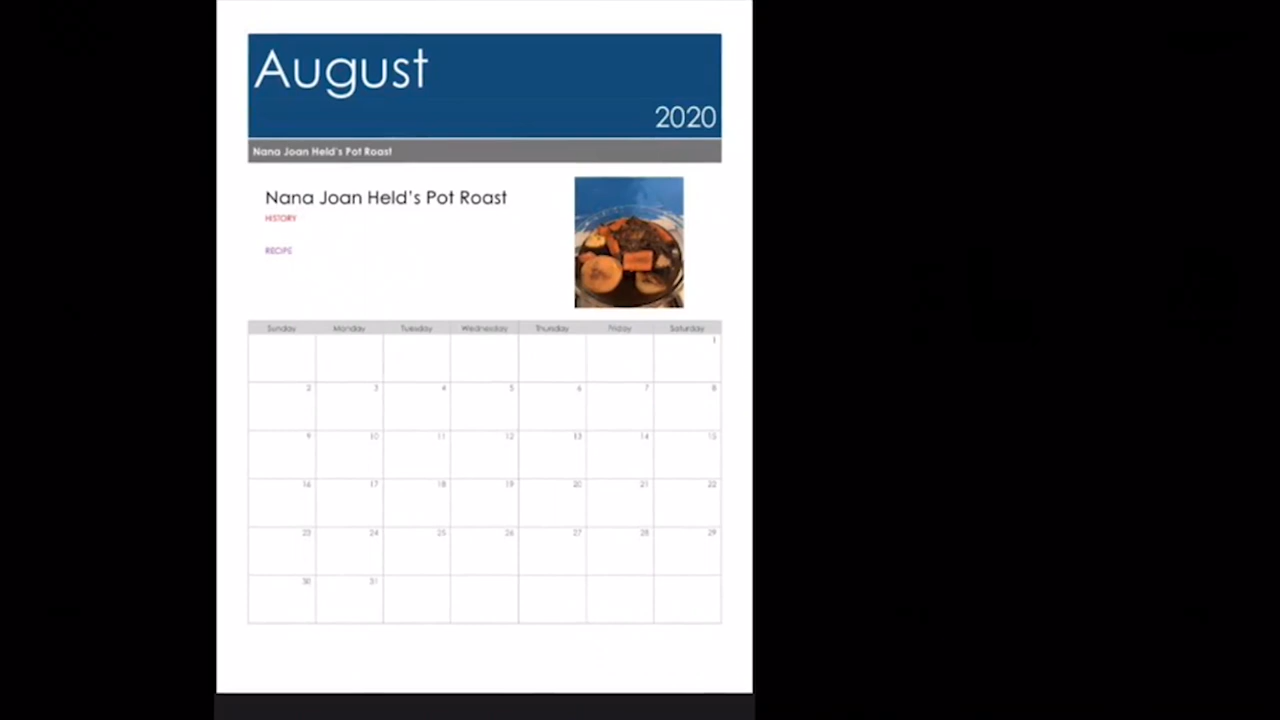 August
2020
Nana Joan Held's Pot Roast
Nana Joan Held's Pot Roast
HISTORY
RECIPE
Sunday Monday Tuesday Wednesday Thursday Friday Saturday
1
2 3 4 5 6 7 8
9 10 11 12 13 14 15
16 17 18 19 20 21 22
23 24 25 26 27 28 29
30 31